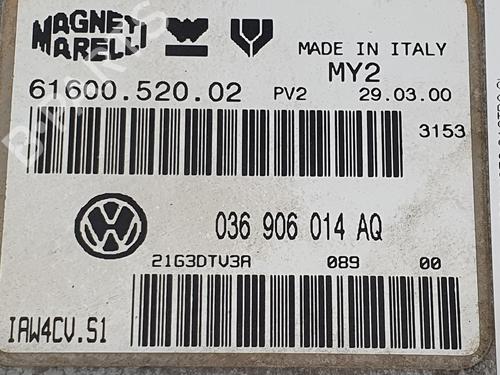 MAGNETI
MARELLI
MADE IN ITALY
MY2
61600.520.02 PV2 29.03.00
3153
036 906 014 AQ
21G3DTV3A 089 00
IAW4CV.S1